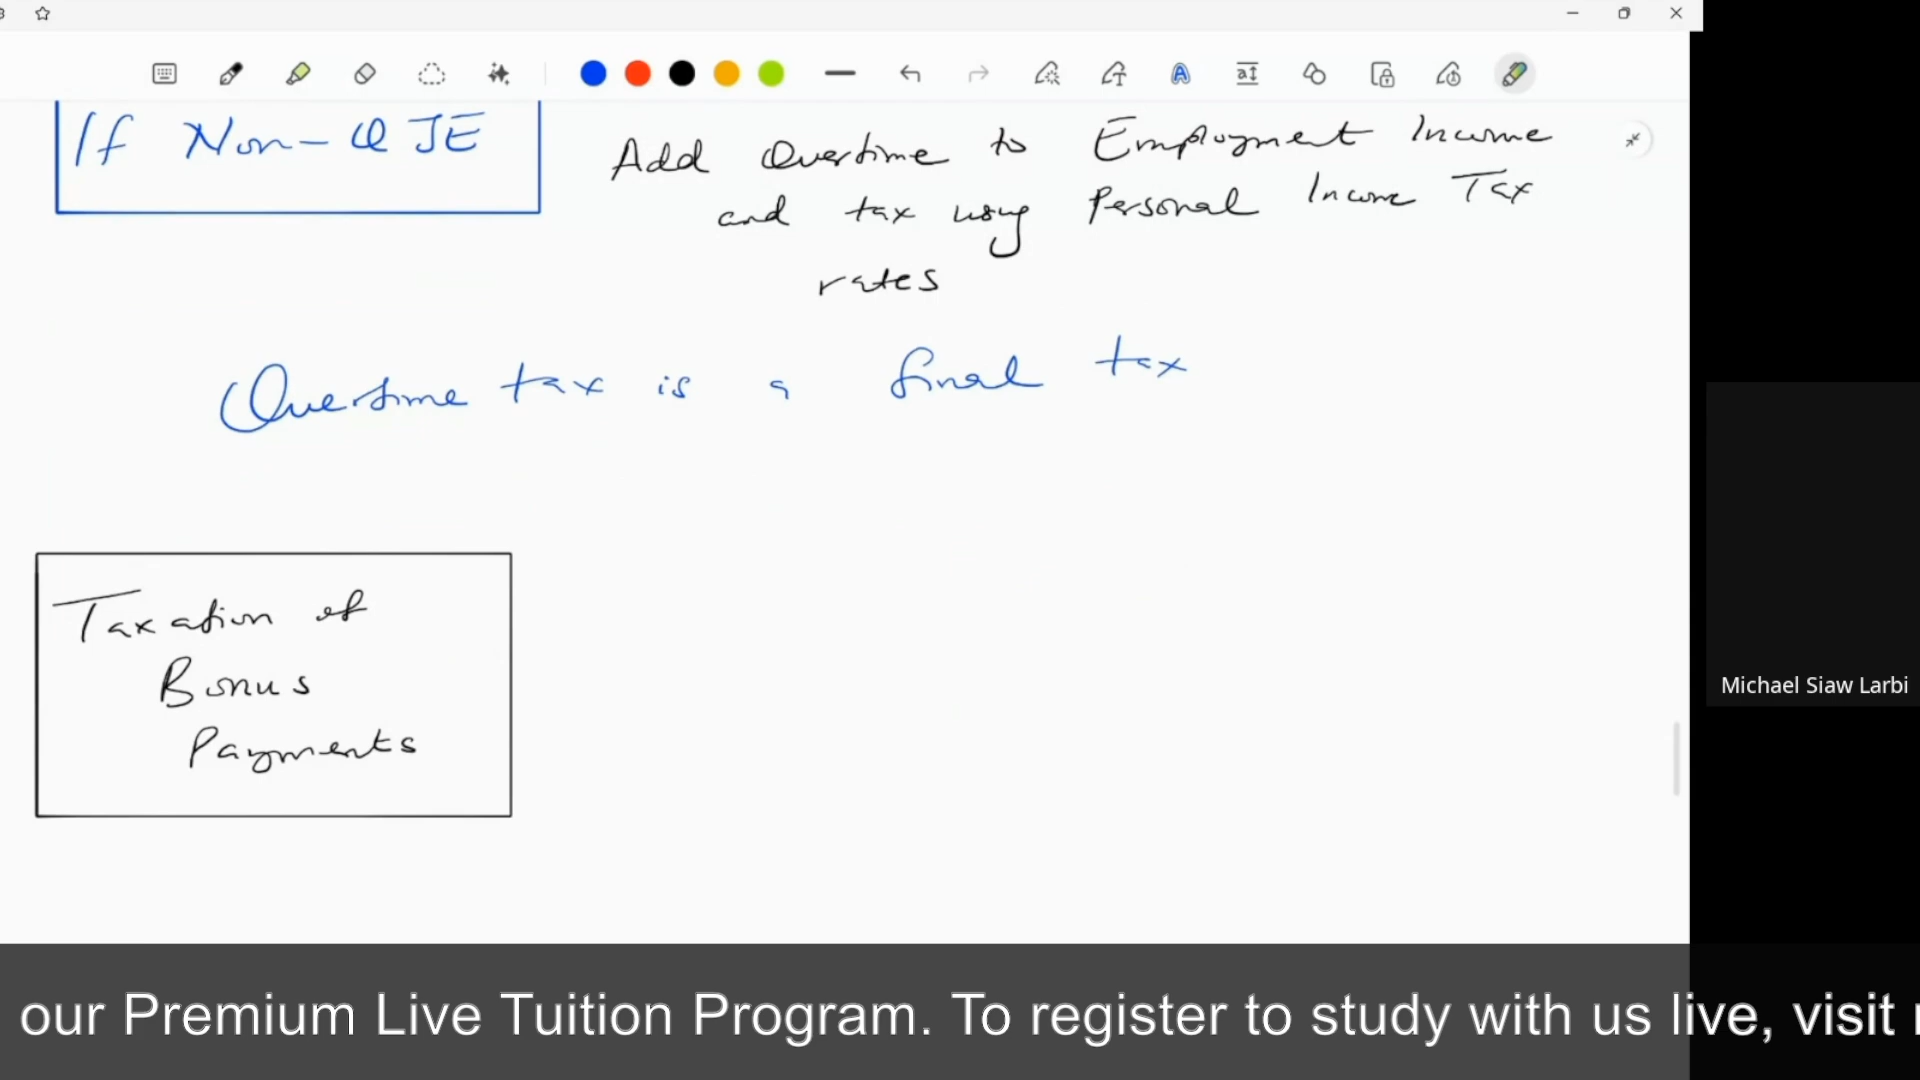 If Non-QJE
Add Overtime to Employment Income
and tax using Personal Income Tax
rates
Overtime tax is a final tax
Taxation of
Bonus
Payments
Michael Siaw Larbi
our Premium Live Tuition Program. To register to study with us live, visit